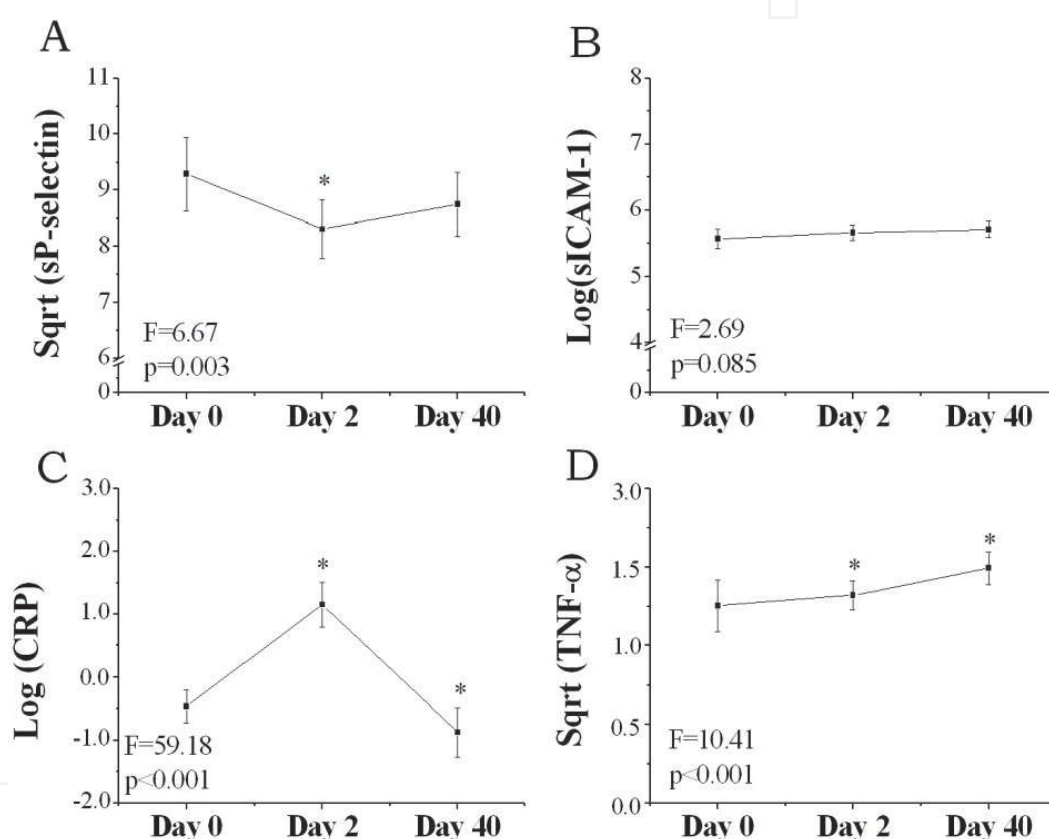 A
Sqrt (sP-selectin)
11
10
9
8
7
6
0
F=6.67
p=0.003
*
Day 0
Day 2
Day 40
B
Log(sICAM-1)
8
7
6
5
4
0
F=2.69
p=0.085
Day 0
Day 2
Day 40
C
Log (CRP)
3.0
2.0
1.0
0.0
-1.0
-2.0
F=59.18
p<0.001
*
*
Day 0
Day 2
Day 40
D
Sqrt (TNF-α)
3.0
1.5
1.0
0.5
0.0
F=10.41
p<0.001
*
*
Day 0
Day 2
Day 40